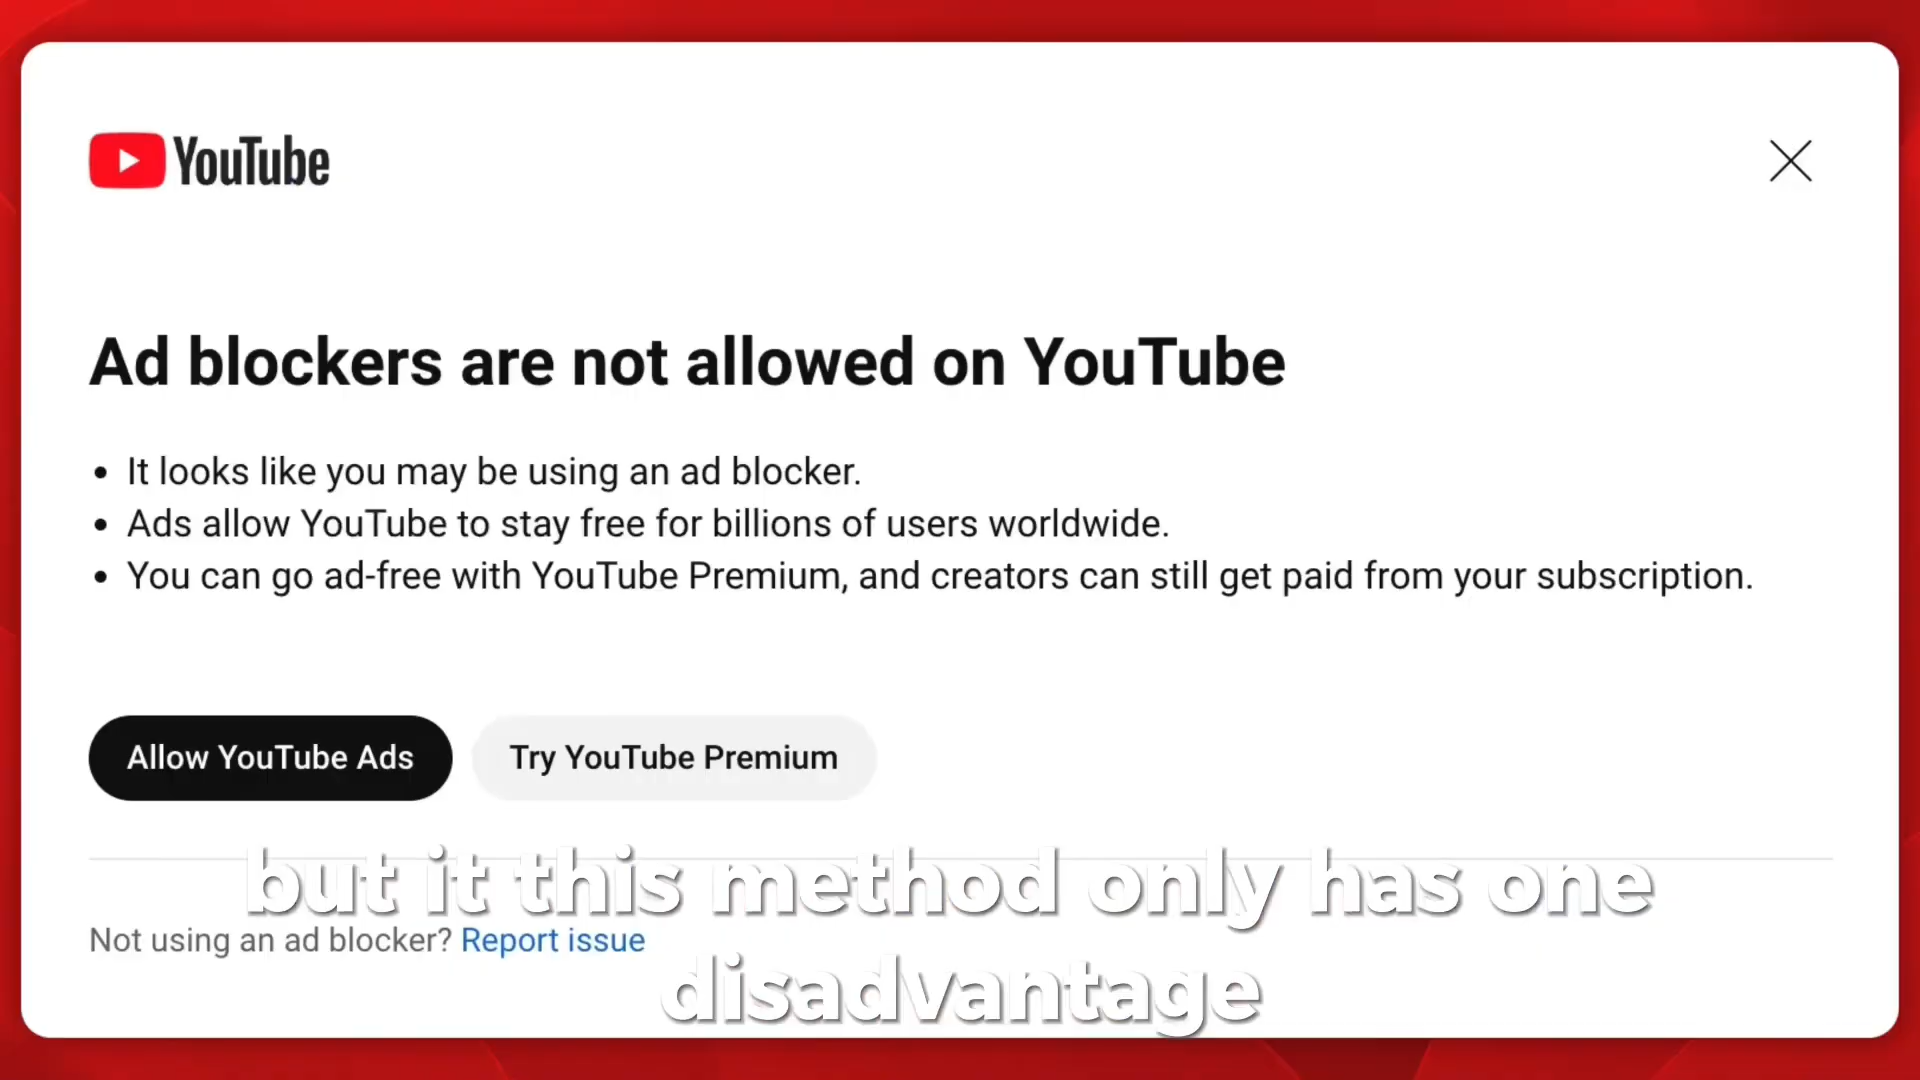 YouTube
Ad blockers are not allowed on YouTube
• It looks like you may be using an ad blocker.
• Ads allow YouTube to stay free for billions of users worldwide.
• You can go ad-free with YouTube Premium, and creators can still get paid from your subscription.
Allow YouTube Ads
Try YouTube Premium
but it this method only has one
Not using an ad blocker? Report issue
disadvantage